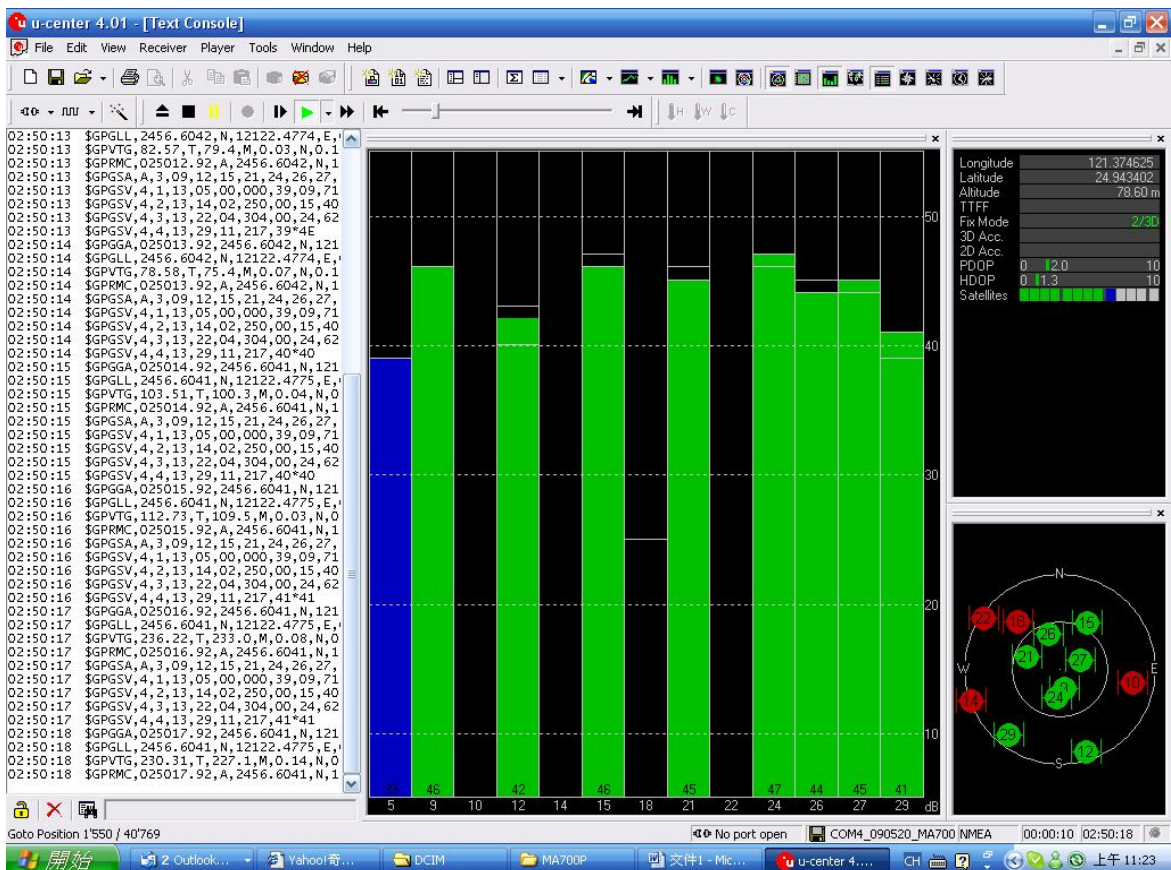 u-center 4.01 - [Text Console]
File Edit View Receiver Player Tools Window Help
02:50:13 $GPGLL,2456.6042,N,12122.4774,E,
02:50:13 $GPVTG,82.57,T,79.4,M,0.03,N,0.1
02:50:13 $GPRMC,025012.92,A,2456.6042,N,1
02:50:13 $GPGSA,A,3,09,12,15,21,24,26,27,
02:50:13 $GPGSV,4,1,13,05,00,000,39,09,71
02:50:13 $GPGSV,4,2,13,14,02,250,00,15,40
02:50:13 $GPGSV,4,3,13,22,04,304,00,24,62
02:50:13 $GPGSV,4,4,13,29,11,217,39*4E
02:50:14 $GPGGA,025013.92,2456.6042,N,121
02:50:14 $GPGLL,2456.6042,N,12122.4774,E,
02:50:14 $GPVTG,78.58,T,75.4,M,0.07,N,0.1
02:50:14 $GPRMC,025013.92,A,2456.6042,N,1
02:50:14 $GPGSA,A,3,09,12,15,21,24,26,27,
02:50:14 $GPGSV,4,1,13,05,00,000,39,09,71
02:50:14 $GPGSV,4,2,13,14,02,250,00,15,40
02:50:14 $GPGSV,4,3,13,22,04,304,00,24,62
02:50:14 $GPGSV,4,4,13,29,11,217,40*40
02:50:15 $GPGGA,025014.92,2456.6041,N,121
02:50:15 $GPGLL,2456.6041,N,12122.4775,E,
02:50:15 $GPVTG,103.51,T,100.3,M,0.04,N,0
02:50:15 $GPRMC,025014.92,A,2456.6041,N,1
02:50:15 $GPGSA,A,3,09,12,15,21,24,26,27,
02:50:15 $GPGSV,4,1,13,05,00,000,39,09,71
02:50:15 $GPGSV,4,2,13,14,02,250,00,15,40
02:50:15 $GPGSV,4,3,13,22,04,304,00,24,62
02:50:15 $GPGSV,4,4,13,29,11,217,40*40
02:50:16 $GPGGA,025015.92,2456.6041,N,121
02:50:16 $GPGLL,2456.6041,N,12122.4775,E,
02:50:16 $GPVTG,112.73,T,109.5,M,0.03,N,0
02:50:16 $GPRMC,025015.92,A,2456.6041,N,1
02:50:16 $GPGSA,A,3,09,12,15,21,24,26,27,
02:50:16 $GPGSV,4,1,13,05,00,000,39,09,71
02:50:16 $GPGSV,4,2,13,14,02,250,00,15,40
02:50:16 $GPGSV,4,3,13,22,04,304,00,24,62
02:50:16 $GPGSV,4,4,13,29,11,217,41*41
02:50:17 $GPGGA,025016.92,2456.6041,N,121
02:50:17 $GPGLL,2456.6041,N,12122.4775,E,
02:50:17 $GPVTG,236.22,T,233.0,M,0.08,N,0
02:50:17 $GPRMC,025016.92,A,2456.6041,N,1
02:50:17 $GPGSA,A,3,09,12,15,21,24,26,27,
02:50:17 $GPGSV,4,1,13,05,00,000,39,09,71
02:50:17 $GPGSV,4,2,13,14,02,250,00,15,40
02:50:17 $GPGSV,4,3,13,22,04,304,00,24,62
02:50:17 $GPGSV,4,4,13,29,11,217,41*41
02:50:18 $GPGGA,025017.92,2456.6041,N,121
02:50:18 $GPGLL,2456.6041,N,12122.4775,E,
02:50:18 $GPVTG,230.31,T,227.1,M,0.14,N,0
02:50:18 $GPRMC,025017.92,A,2456.6041,N,1
50
40
30
20
10
39 46 42 46 45 47 44 45 41
5 9 10 12 14 15 18 21 22 24 26 27 29 dB
Longitude 121.374625
Latitude 24.943402
Altitude 78.60 m
TTFF
Fix Mode 2/3D
3D Acc.
2D Acc.
PDOP 0 2.0 10
HDOP 0 1.3 10
Satellites
N
22 18 26 15
21 27
W E
10
14 24 9
29 12
S
Goto Position 1'550 / 40'769
No port open COM4_090520_MA700 NMEA 00:00:10 02:50:18
開始 2 Outlook... Yahoo!奇... DCIM MA700P 文件1 - Mic... u-center 4.... CH 上午 11:23